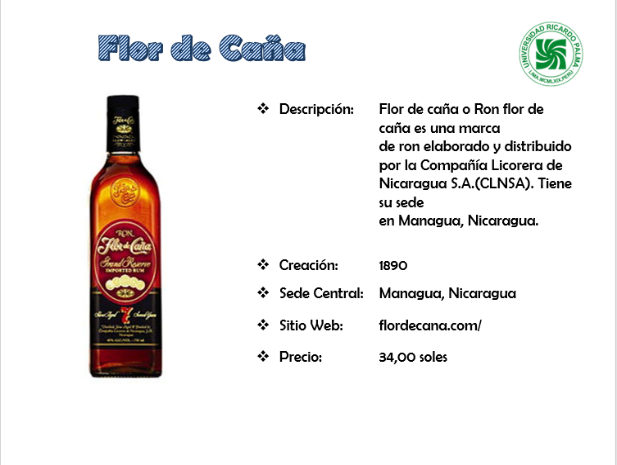 Flor de Caña
UNIVERSIDAD RICARDO PALMA
LIMA, MCMLXIX, PERU
❖ Descripción: Flor de caña o Ron flor de
caña es una marca
de ron elaborado y distribuido
por la Compañía Licorera de
Nicaragua S.A.(CLNSA). Tiene
su sede
en Managua, Nicaragua.
❖ Creación: 1890
❖ Sede Central: Managua, Nicaragua
❖ Sitio Web: flordecana.com/
❖ Precio: 34,00 soles
RON
Flor de Caña
Grand Reserve
IMPORTED RUM
7